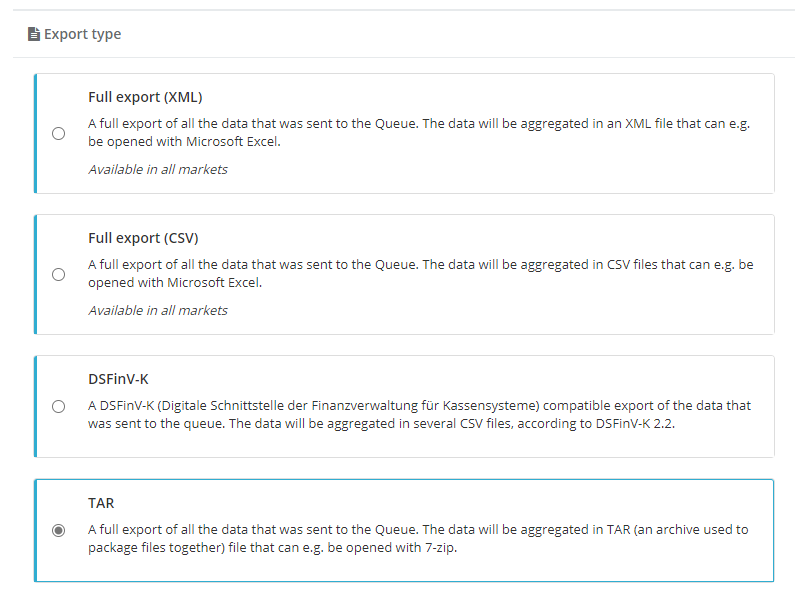 Export type
Full export (XML)
A full export of all the data that was sent to the Queue. The data will be aggregated in an XML file that can e.g.
be opened with Microsoft Excel.
Available in all markets
Full export (CSV)
A full export of all the data that was sent to the Queue. The data will be aggregated in CSV files that can e.g. be
opened with Microsoft Excel.
Available in all markets
DSFinV-K
A DSFinV-K (Digitale Schnittstelle der Finanzverwaltung für Kassensysteme) compatible export of the data that
was sent to the queue. The data will be aggregated in several CSV files, according to DSFinV-K 2.2.
TAR
A full export of all the data that was sent to the Queue. The data will be aggregated in TAR (an archive used to
package files together) file that can e.g. be opened with 7-zip.